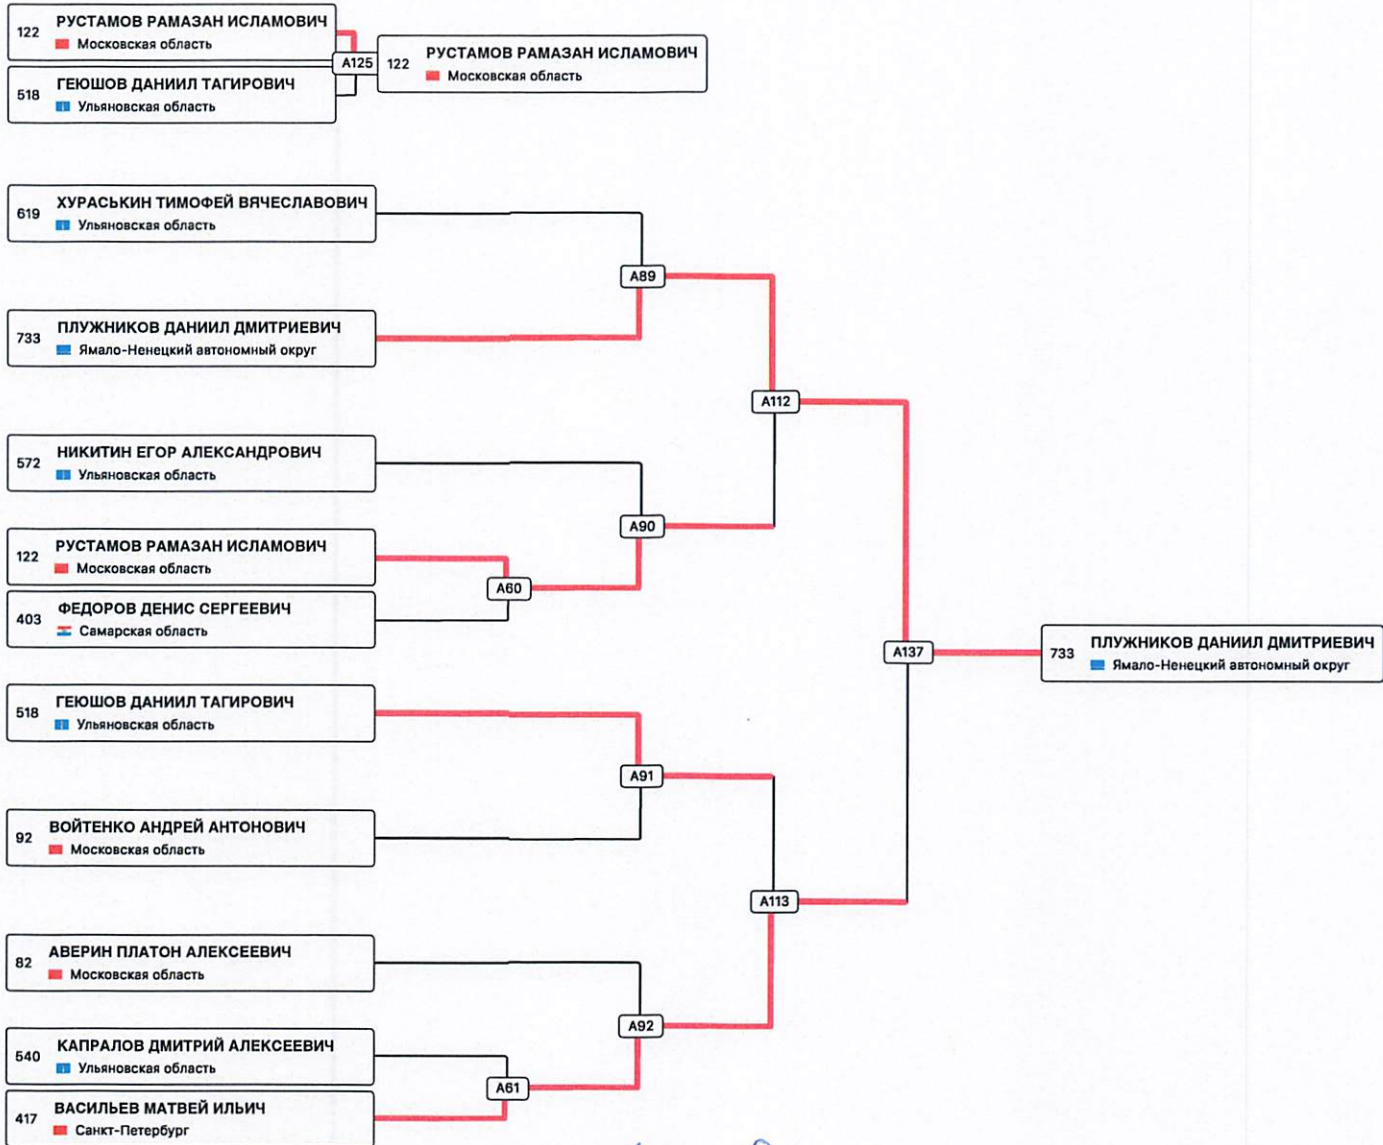 122 РУСТАМОВ РАМАЗАН ИСЛАМОВИЧ
Московская область
A125
518 ГЕЮШОВ ДАНИИЛ ТАГИРОВИЧ
Ульяновская область
122 РУСТАМОВ РАМАЗАН ИСЛАМОВИЧ
Московская область
619 ХУРАСЬКИН ТИМОФЕЙ ВЯЧЕСЛАВОВИЧ
Ульяновская область
A89
733 ПЛУЖНИКОВ ДАНИИЛ ДМИТРИЕВИЧ
Ямало-Ненецкий автономный округ
A112
572 НИКИТИН ЕГОР АЛЕКСАНДРОВИЧ
Ульяновская область
A90
122 РУСТАМОВ РАМАЗАН ИСЛАМОВИЧ
Московская область
A60
403 ФЕДОРОВ ДЕНИС СЕРГЕЕВИЧ
Самарская область
A137
733 ПЛУЖНИКОВ ДАНИИЛ ДМИТРИЕВИЧ
Ямало-Ненецкий автономный округ
518 ГЕЮШОВ ДАНИИЛ ТАГИРОВИЧ
Ульяновская область
A91
92 ВОЙТЕНКО АНДРЕЙ АНТОНОВИЧ
Московская область
A113
82 АВЕРИН ПЛАТОН АЛЕКСЕЕВИЧ
Московская область
A92
540 КАПРАЛОВ ДМИТРИЙ АЛЕКСЕЕВИЧ
Ульяновская область
A61
417 ВАСИЛЬЕВ МАТВЕЙ ИЛЬИЧ
Санкт-Петербург